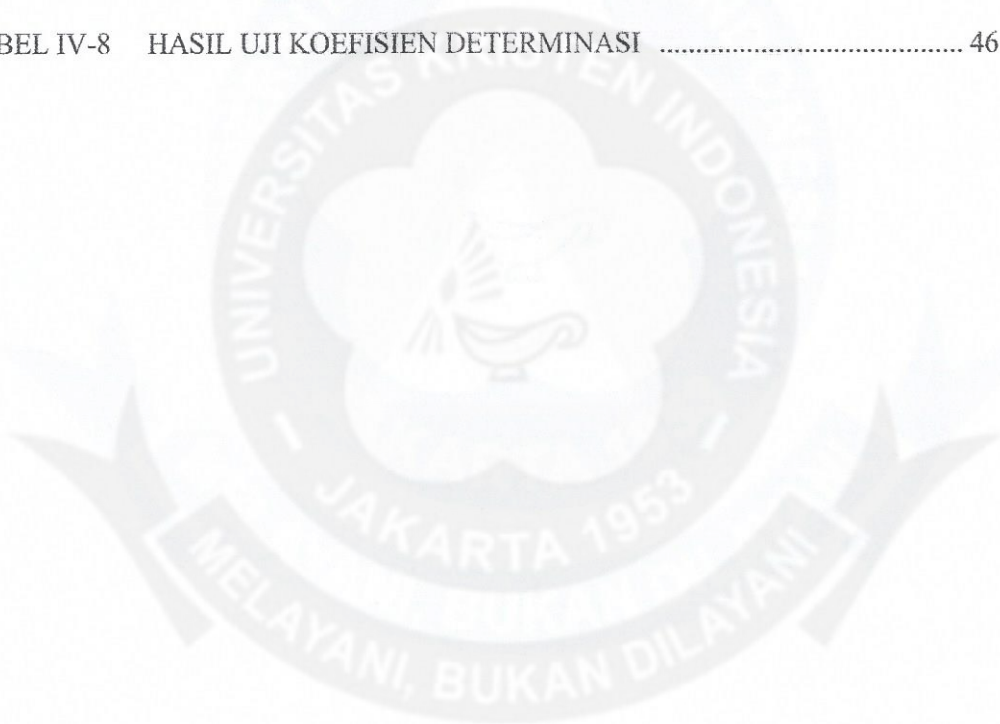 BEL IV-8 HASIL UJI KOEFISIEN DETERMINASI ........................................ 46
UNIVERSITAS KRISTEN INDONESIA
– JAKARTA 1953 –
MELAYANI, BUKAN DILAYANI